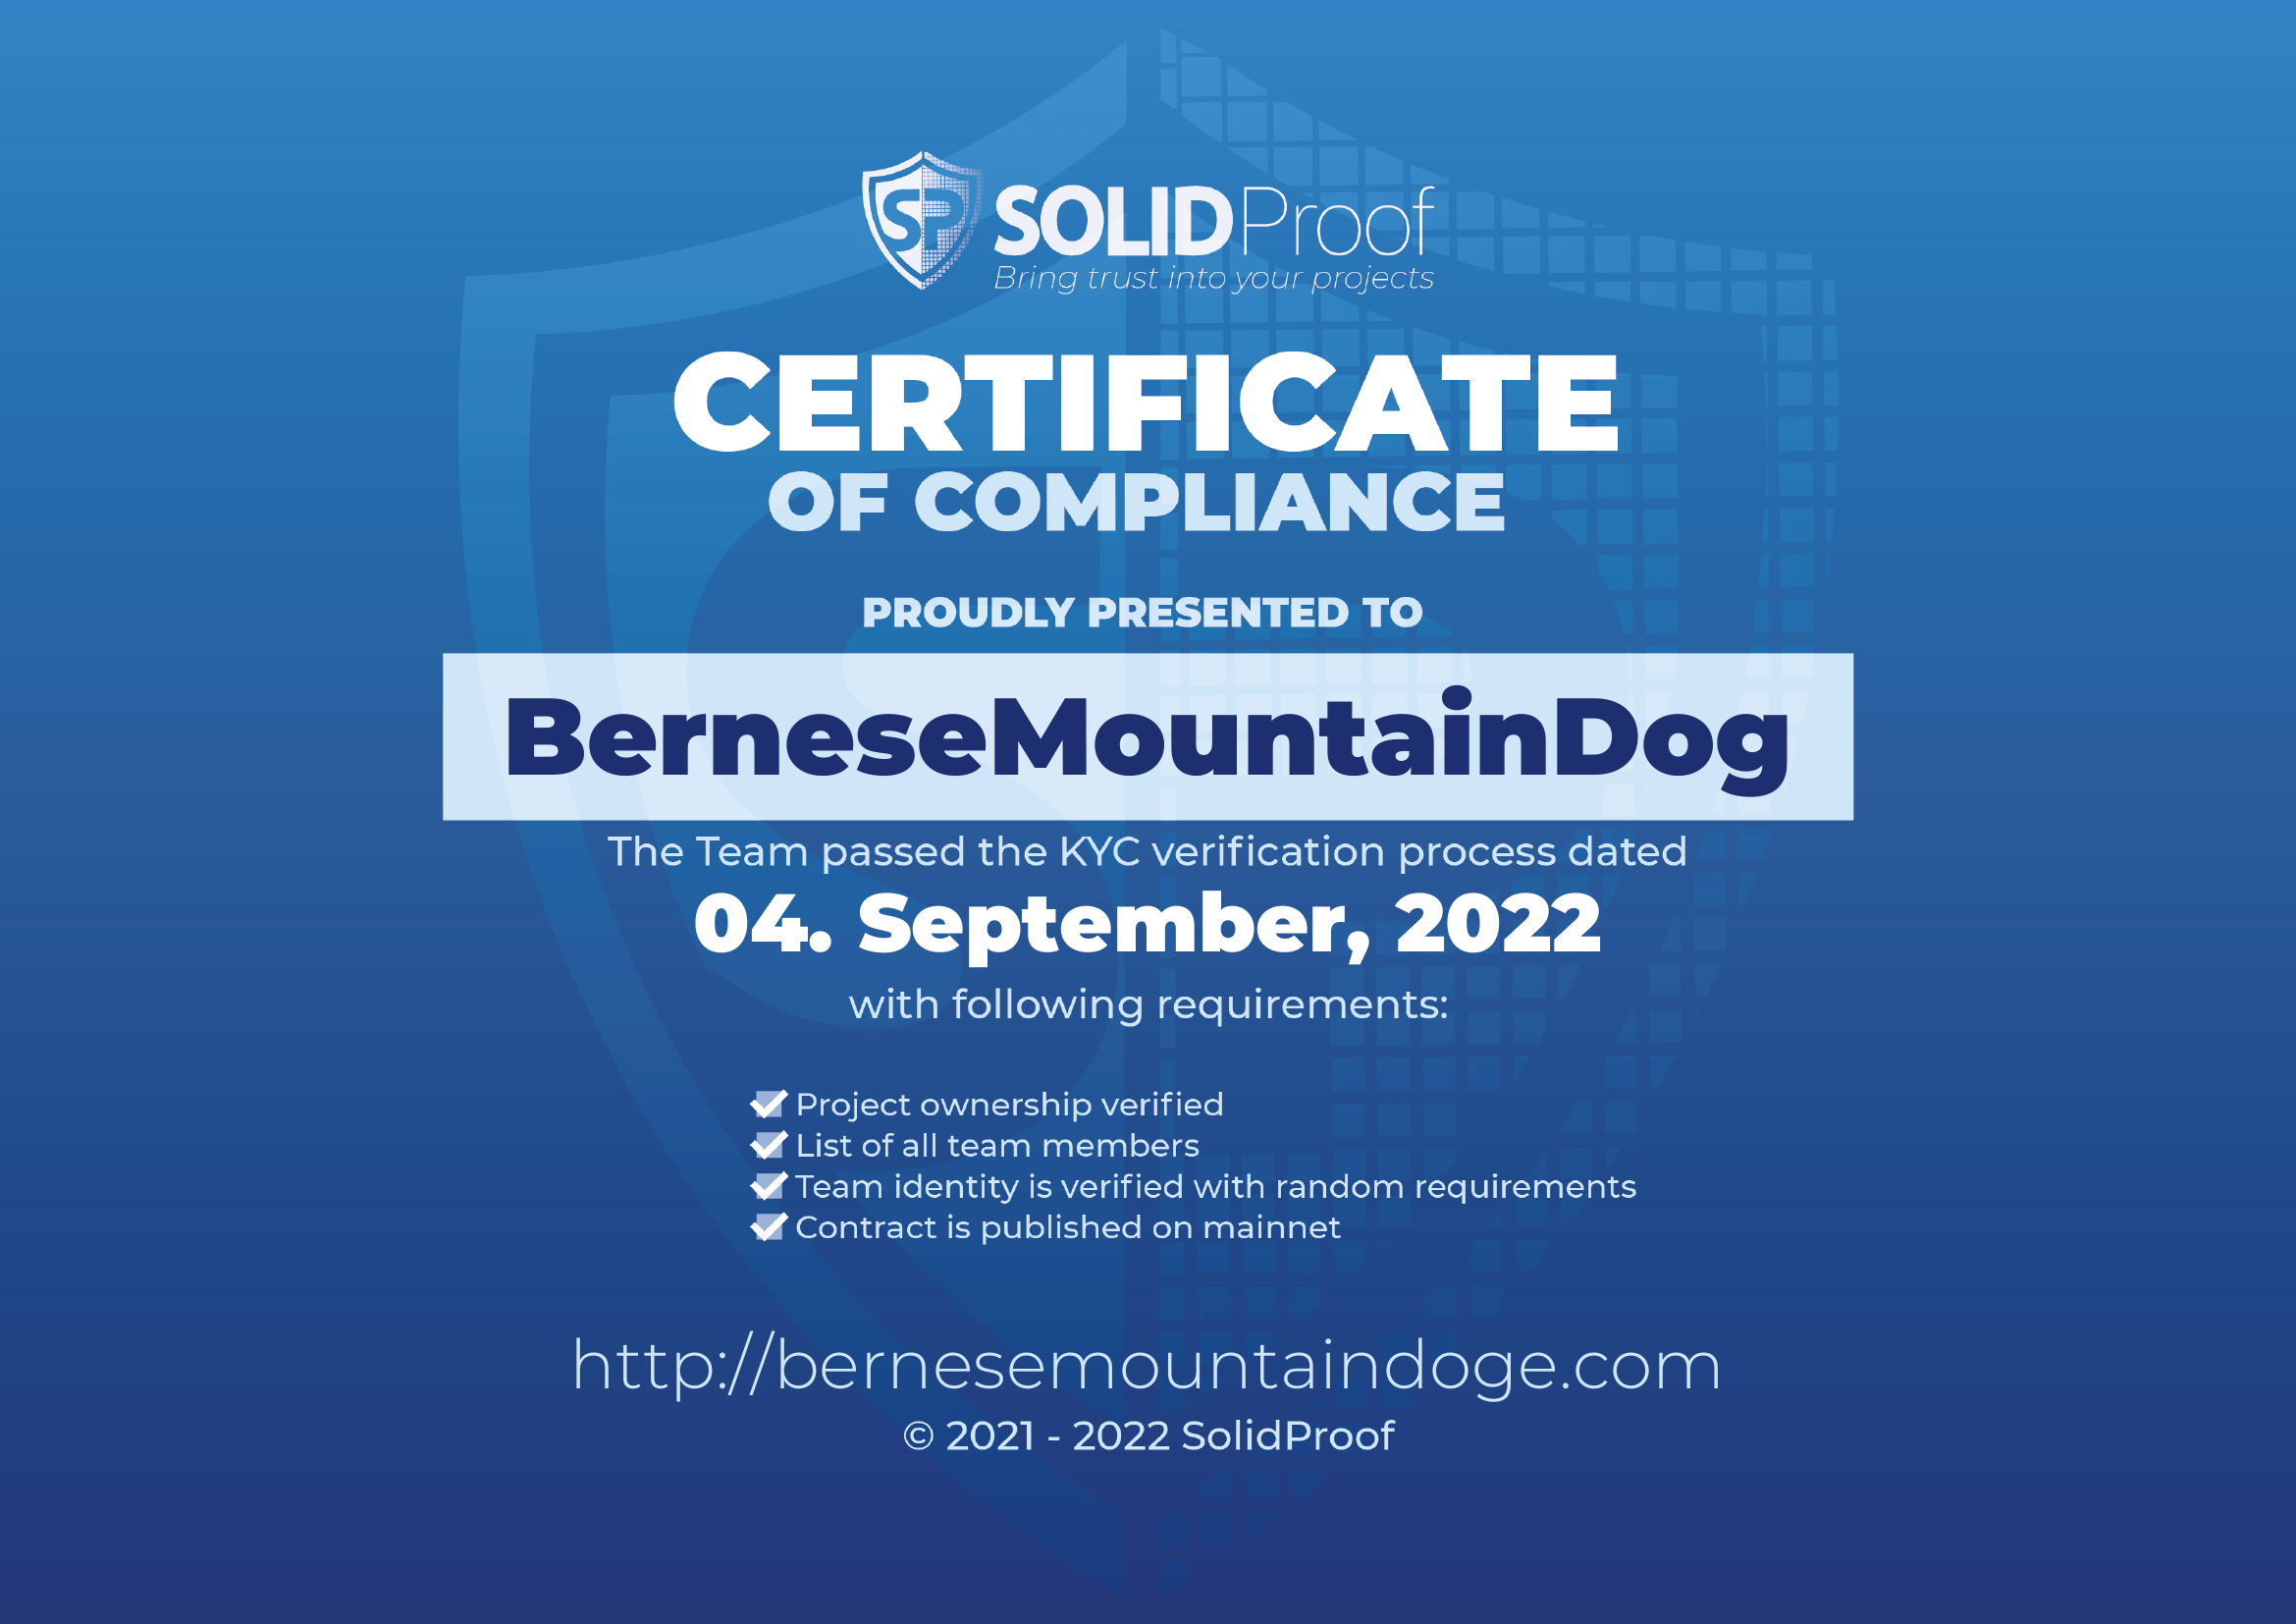 SP SOLIDProof
Bring trust into your projects
CERTIFICATE
OF COMPLIANCE
PROUDLY PRESENTED TO
BerneseMountainDog
The Team passed the KYC verification process dated
04. September, 2022
with following requirements:
Project ownership verified
List of all team members
Team identity is verified with random requirements
Contract is published on mainnet
http://bernesemountaindoge.com
© 2021 - 2022 SolidProof